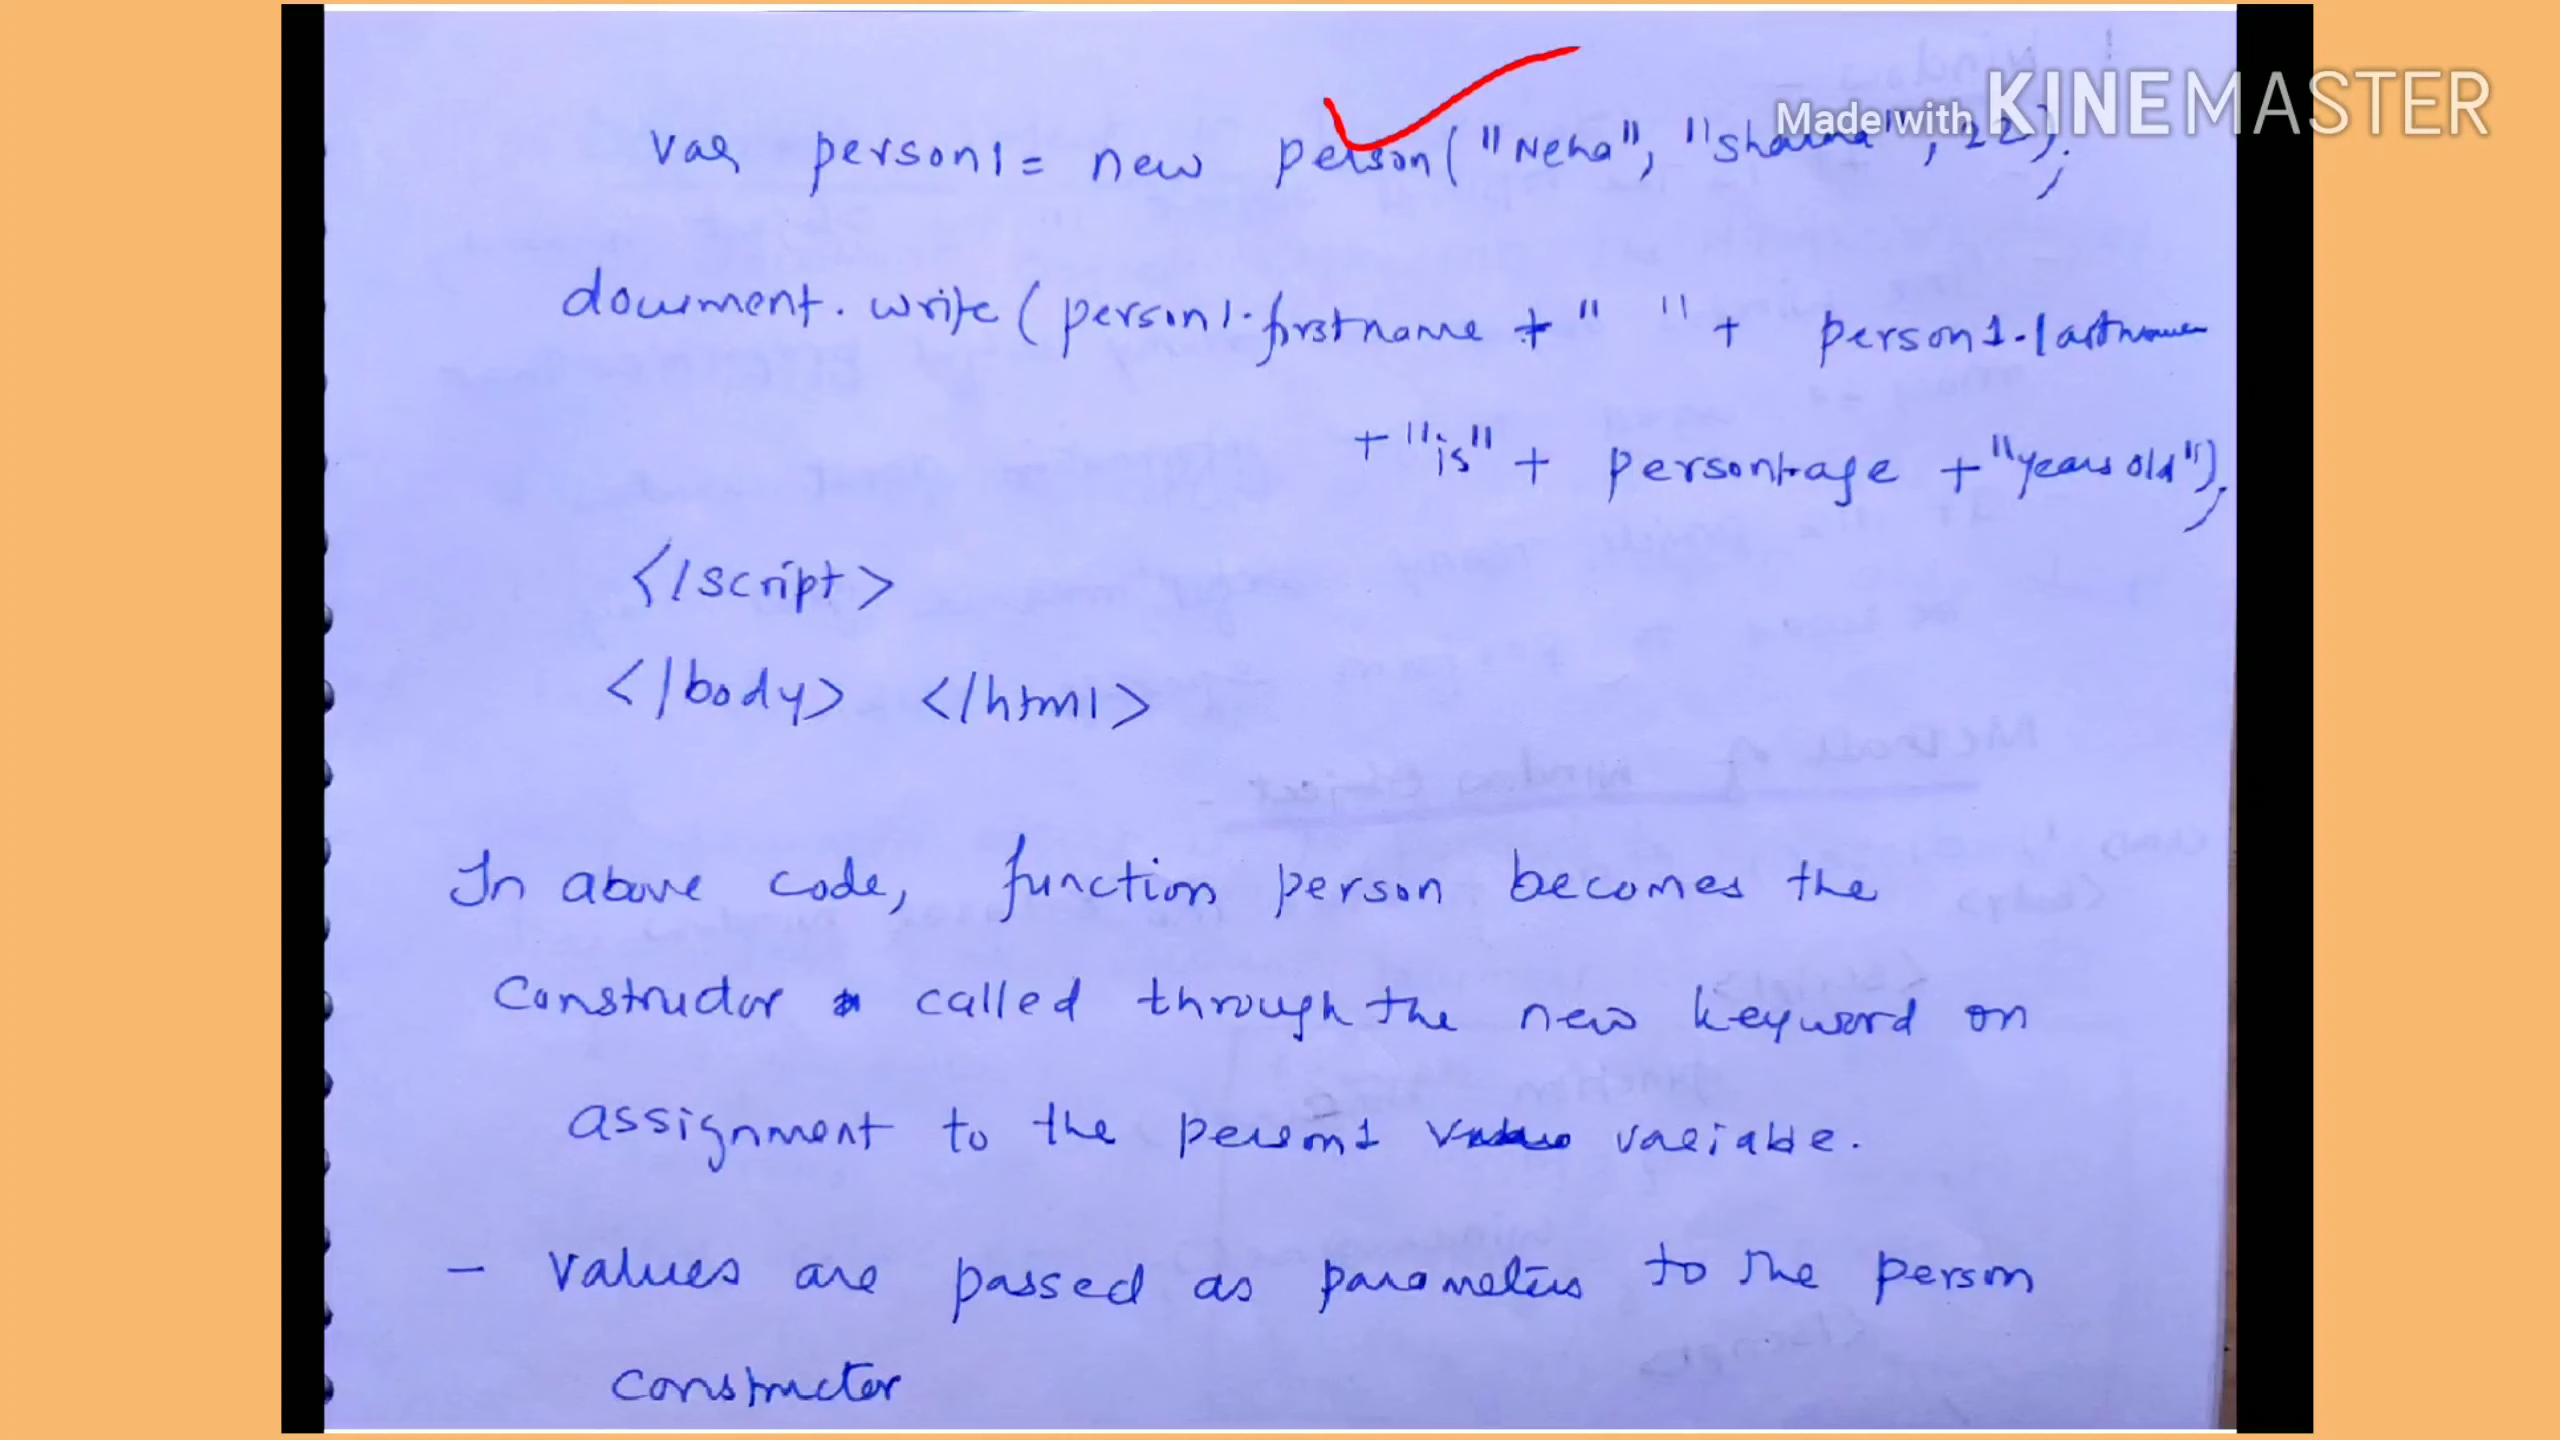 Made with KINEMASTER
var person1 = new person("Neha", "Sharma", 22);
document.write(person1.firstname + " " + person1.lastname
+ "is" + person1.age + "years old");
</script>
</body> </html>
In above code, function person becomes the
constructor called through the new keyword on
assignment to the person1 variable.
- values are passed as parameters to the person
constructor